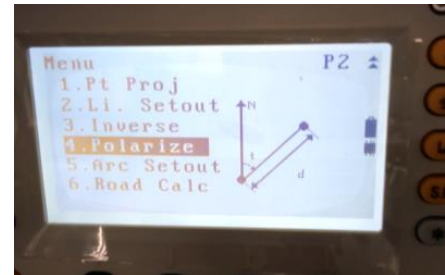 Menu P2
1.Pt Proj
2.Li. Setout
N
3.Inverse
4.Polarize
t
5.Arc Setout
d
6.Road Calc